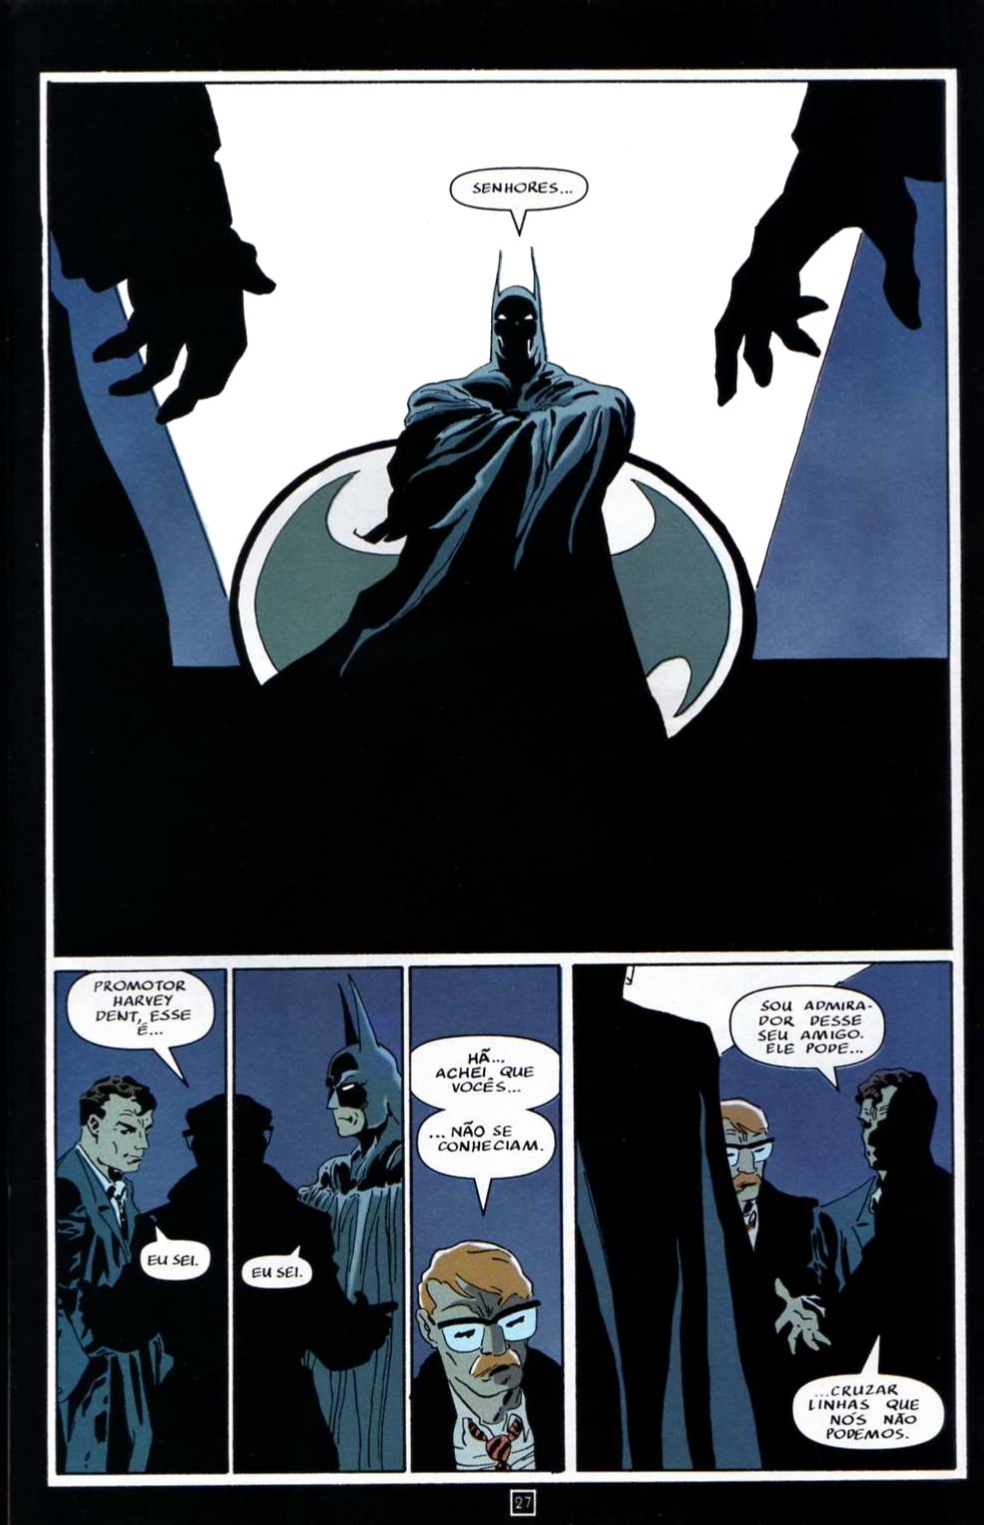 SENHORES...
PROMOTOR
HARVEY
DENT, ESSE
É...
EU SEI.
EU SEI.
HÃ...
ACHEI QUE
VOCÊS...
...NÃO SE
CONHECIAM.
SOU ADMIRA-
DOR DESSE
SEU AMIGO.
ELE PODE...
...CRUZAR
LINHAS QUE
NÓS NÃO
PODEMOS.
27